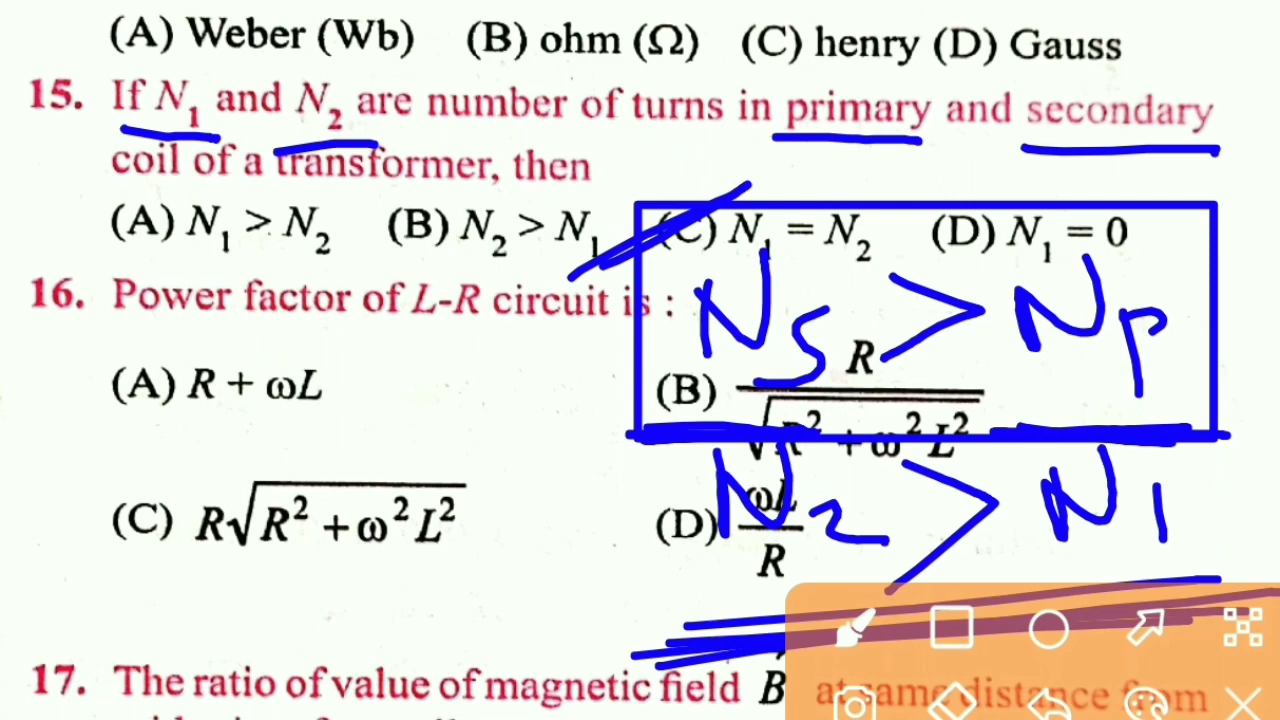 (A) Weber (Wb) (B) ohm (Ω) (C) henry (D) Gauss
15. If N₁ and N₂ are number of turns in primary and secondary
coil of a transformer, then
(A) N₁ > N₂ (B) N₂ > N₁ (C) N₁ = N₂ (D) N₁ = 0
16. Power factor of L-R circuit is :
N_S > N_P
(A) R + ωL (B) R/√(R² + ω²L²)
N₂ > N₁
(C) R√(R² + ω²L²) (D) ωL/R
17. The ratio of value of magnetic field B⃗ at same distance from